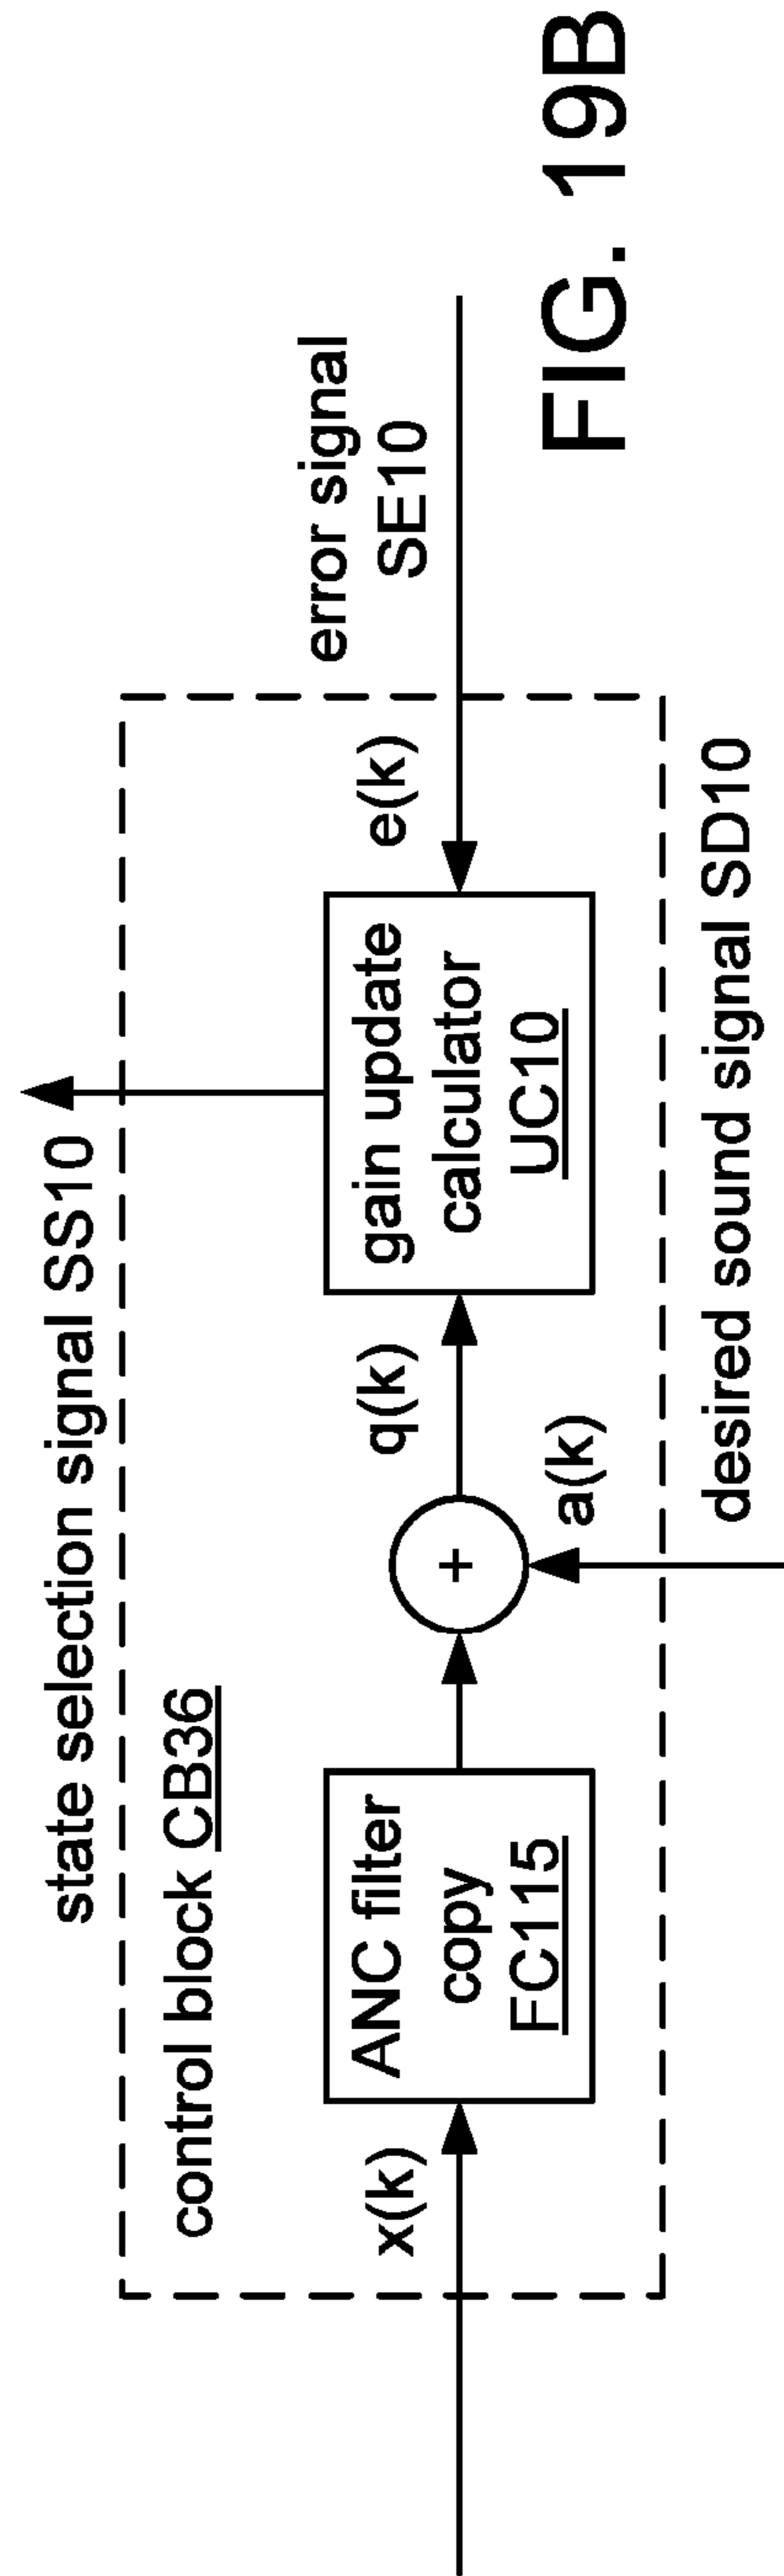 state selection signal SS10
control block CB36
x(k)
ANC filter
copy
FC115
+
q(k)
a(k)
gain update
calculator
UC10
e(k)
error signal
SE10
desired sound signal SD10
FIG. 19B